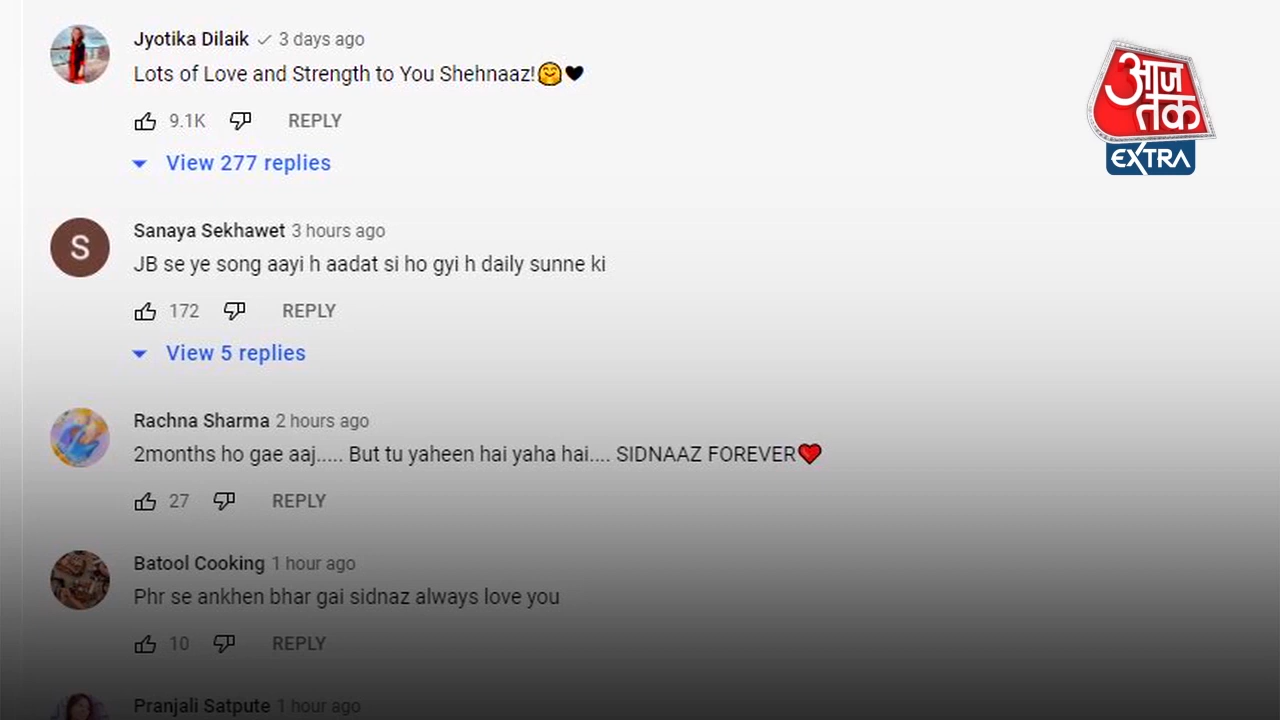 Jyotika Dilaik ✓ 3 days ago
Lots of Love and Strength to You Shehnaaz!🤗🖤
9.1K REPLY
View 277 replies
S
Sanaya Sekhawet 3 hours ago
JB se ye song aayi h aadat si ho gyi h daily sunne ki
172 REPLY
View 5 replies
Rachna Sharma 2 hours ago
2months ho gae aaj..... But tu yaheen hai yaha hai.... SIDNAAZ FOREVER❤️
27 REPLY
Batool Cooking 1 hour ago
Phr se ankhen bhar gai sidnaz always love you
10 REPLY
Pranjali Satpute 1 hour ago
आज
तक
EXTRA